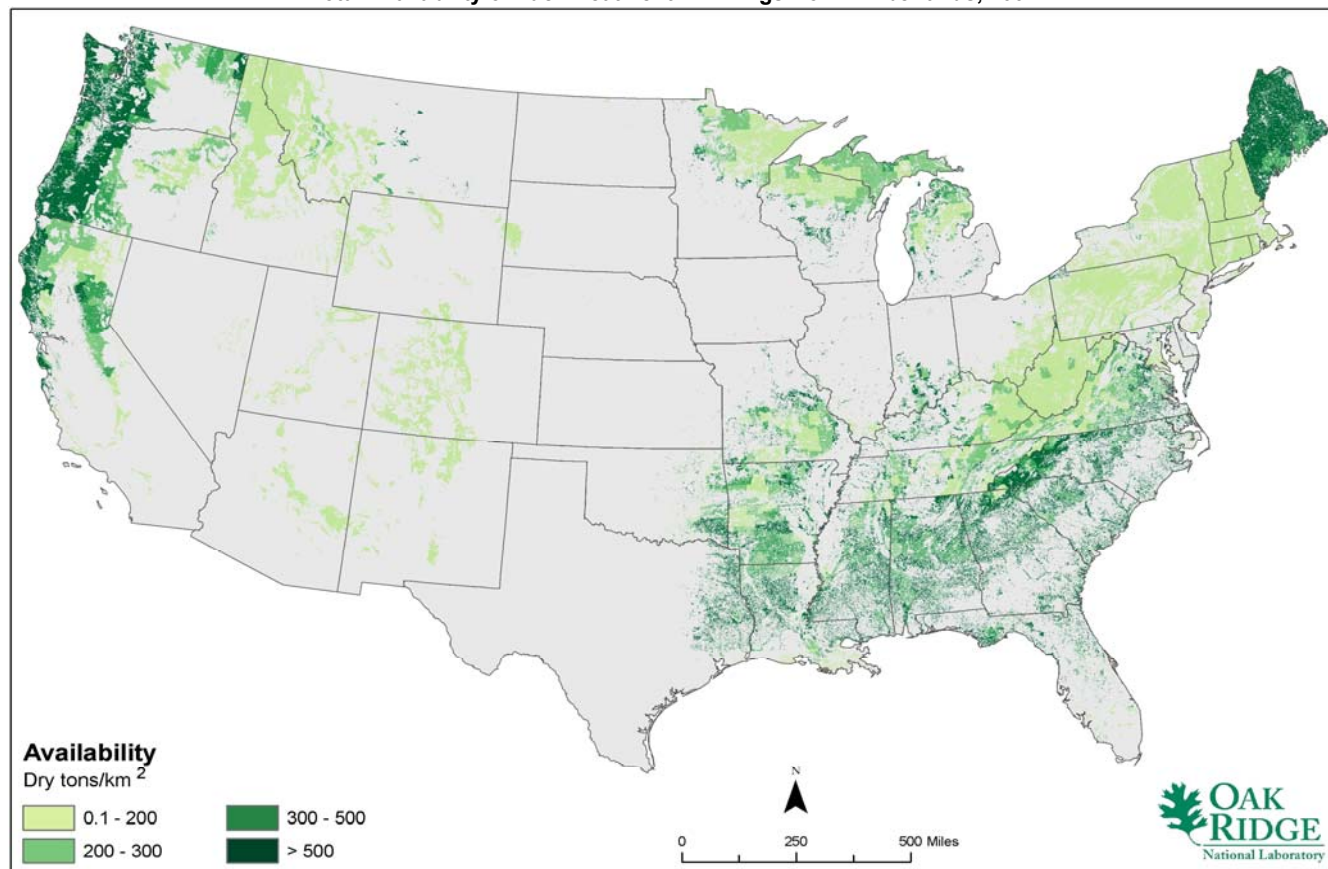 Availability
Dry tons/km 2
0.1 - 200
200 - 300
300 - 500
> 500
N
0 250 500 Miles
OAK
RIDGE
National Laboratory